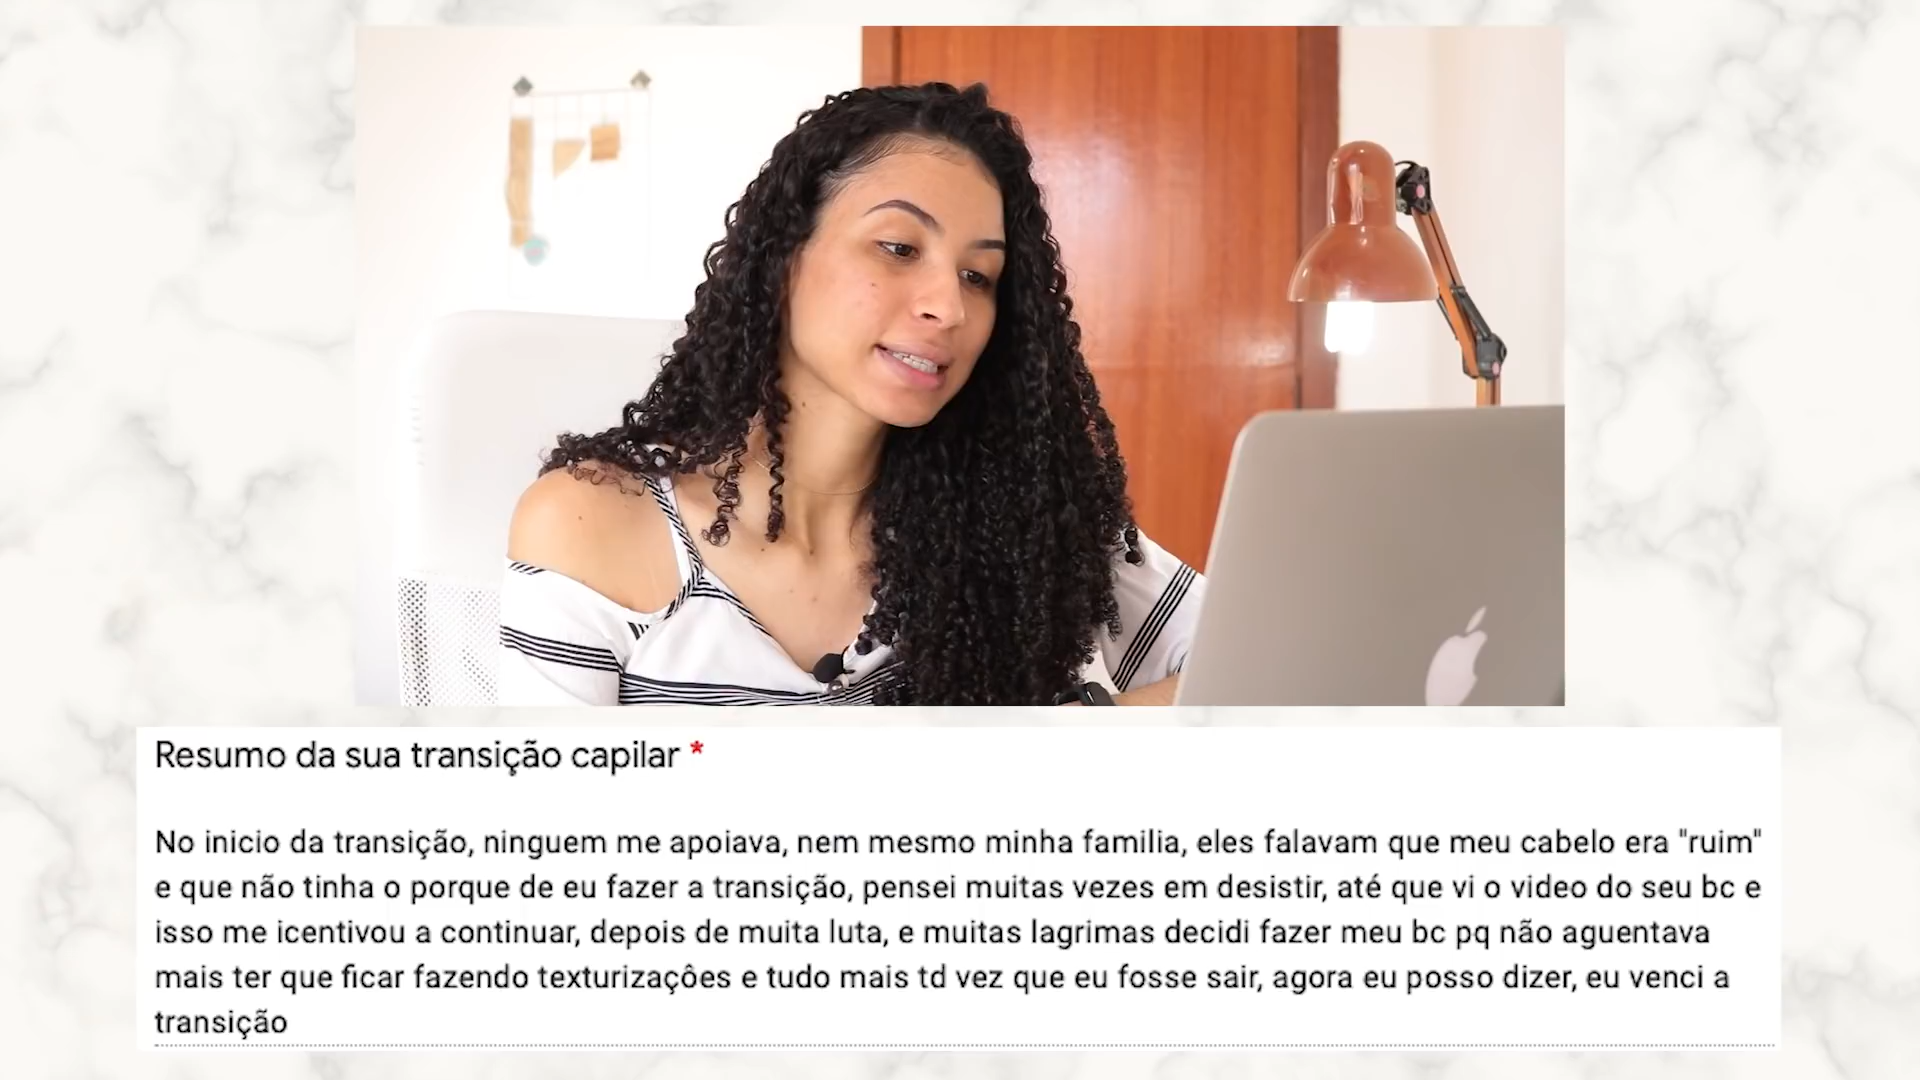 Resumo da sua transição capilar *
No inicio da transição, ninguem me apoiava, nem mesmo minha familia, eles falavam que meu cabelo era "ruim"
e que não tinha o porque de eu fazer a transição, pensei muitas vezes em desistir, até que vi o video do seu bc e
isso me icentivou a continuar, depois de muita luta, e muitas lagrimas decidi fazer meu bc pq não aguentava
mais ter que ficar fazendo texturizações e tudo mais td vez que eu fosse sair, agora eu posso dizer, eu venci a
transição